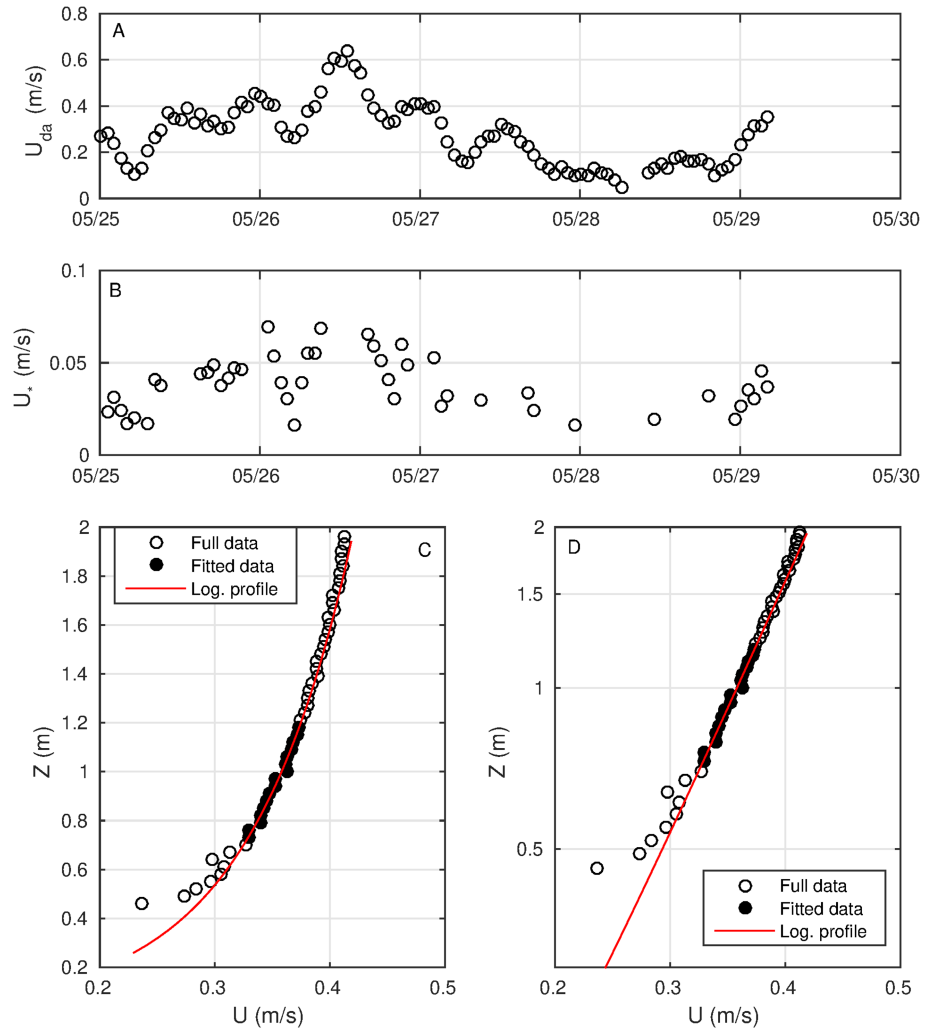 A
0.8
0.6
0.4
0.2
0
U_da (m/s)
05/25 05/26 05/27 05/28 05/29 05/30
B
0.1
0.05
0
U_* (m/s)
05/25 05/26 05/27 05/28 05/29 05/30
C
Full data
Fitted data
Log. profile
2
1.8
1.6
1.4
1.2
1
0.8
0.6
0.4
0.2
Z (m)
0.2 0.3 0.4 0.5
U (m/s)
D
2
1.5
1
0.5
Z (m)
Full data
Fitted data
Log. profile
0.2 0.3 0.4 0.5
U (m/s)